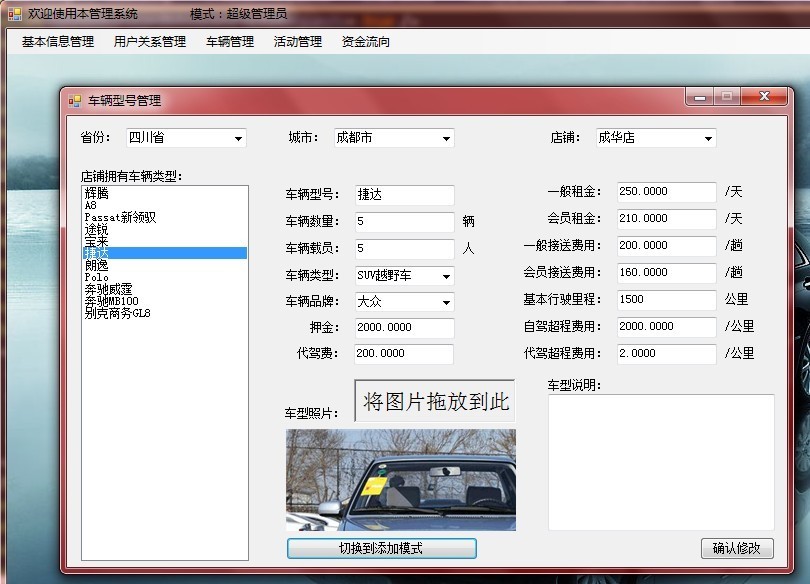 欢迎使用本管理系统 模式：超级管理员
基本信息管理 用户关系管理 车辆管理 活动管理 资金流向
车辆型号管理
省份： 四川省 城市： 成都市 店铺： 成华店
店铺拥有车辆类型：
辉腾
A8
Passat新领驭
途锐
宝来
捷达
朗逸
Polo
奔驰威霆
奔驰MB100
别克商务GL8
车辆型号： 捷达
车辆数量： 5 辆
车辆载员： 5 人
车辆类型： SUV越野车
车辆品牌： 大众
押金： 2000.0000
代驾费： 200.0000
车型照片： 将图片拖放到此
切换到添加模式
一般租金： 250.0000 /天
会员租金： 210.0000 /天
一般接送费用： 200.0000 /趟
会员接送费用： 160.0000 /趟
基本行驶里程： 1500 公里
自驾超程费用： 2000.0000 /公里
代驾超程费用： 2.0000 /公里
车型说明：
确认修改